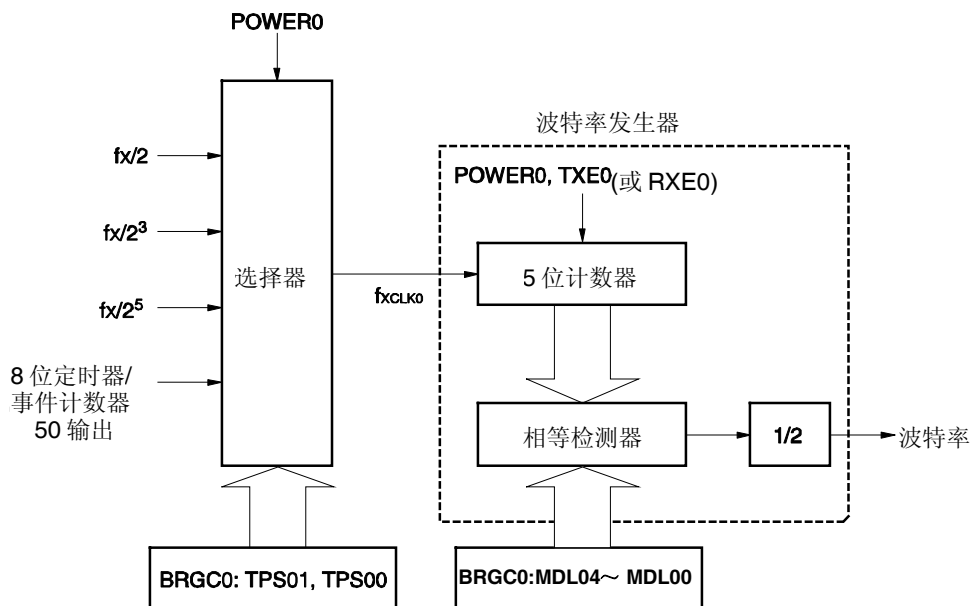 POWER0
波特率发生器
fx/2
POWER0, TXE0(或 RXE0)
fx/2³
选择器
5 位计数器
fXCLK0
fx/2⁵
8 位定时器/
事件计数器
50 输出
相等检测器
1/2
波特率
BRGC0: TPS01, TPS00
BRGC0:MDL04～ MDL00